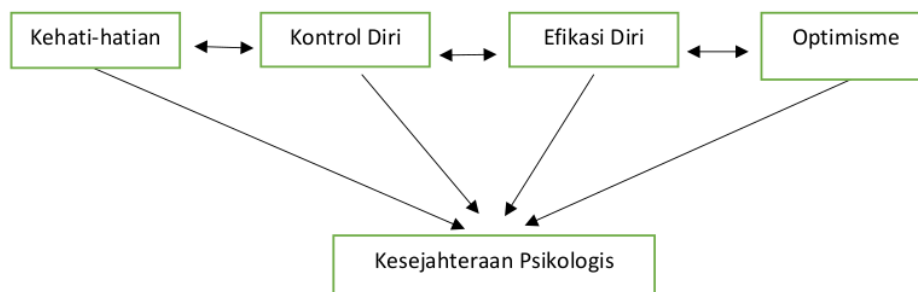 Kehati-hatian
Kontrol Diri
Efikasi Diri
Optimisme
Kesejahteraan Psikologis